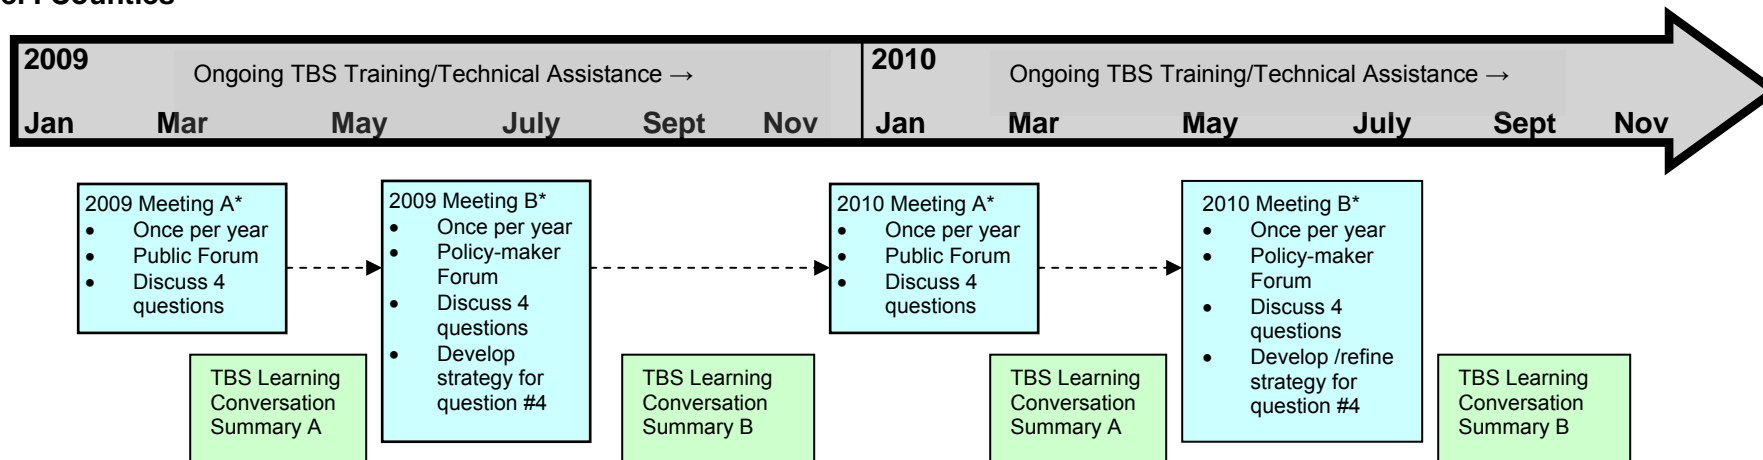 Counties
2009
Ongoing TBS Training/Technical Assistance →
Jan Mar May July Sept Nov
2010
Ongoing TBS Training/Technical Assistance →
Jan Mar May July Sept Nov
2009 Meeting A*
• Once per year
• Public Forum
• Discuss 4
questions
2009 Meeting B*
• Once per year
• Policy-maker
Forum
• Discuss 4
questions
• Develop
strategy for
question #4
2010 Meeting A*
• Once per year
• Public Forum
• Discuss 4
questions
2010 Meeting B*
• Once per year
• Policy-maker
Forum
• Discuss 4
questions
• Develop /refine
strategy for
question #4
TBS Learning
Conversation
Summary A
TBS Learning
Conversation
Summary B
TBS Learning
Conversation
Summary A
TBS Learning
Conversation
Summary B